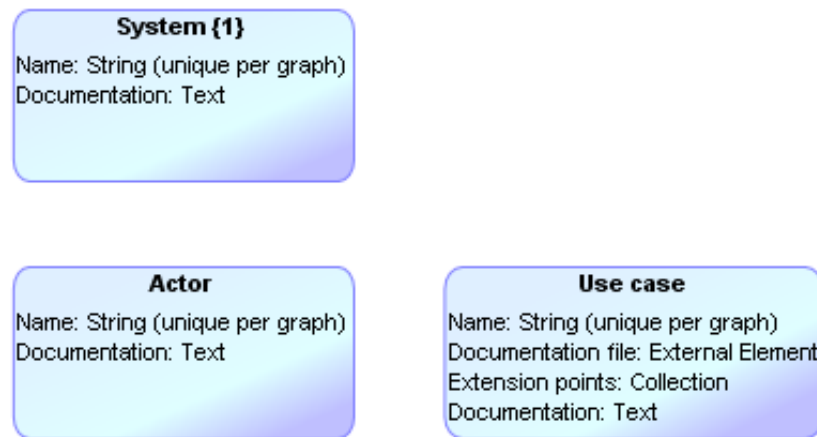 System {1}
Name: String (unique per graph)
Documentation: Text
Actor
Name: String (unique per graph)
Documentation: Text
Use case
Name: String (unique per graph)
Documentation file: External Element
Extension points: Collection
Documentation: Text